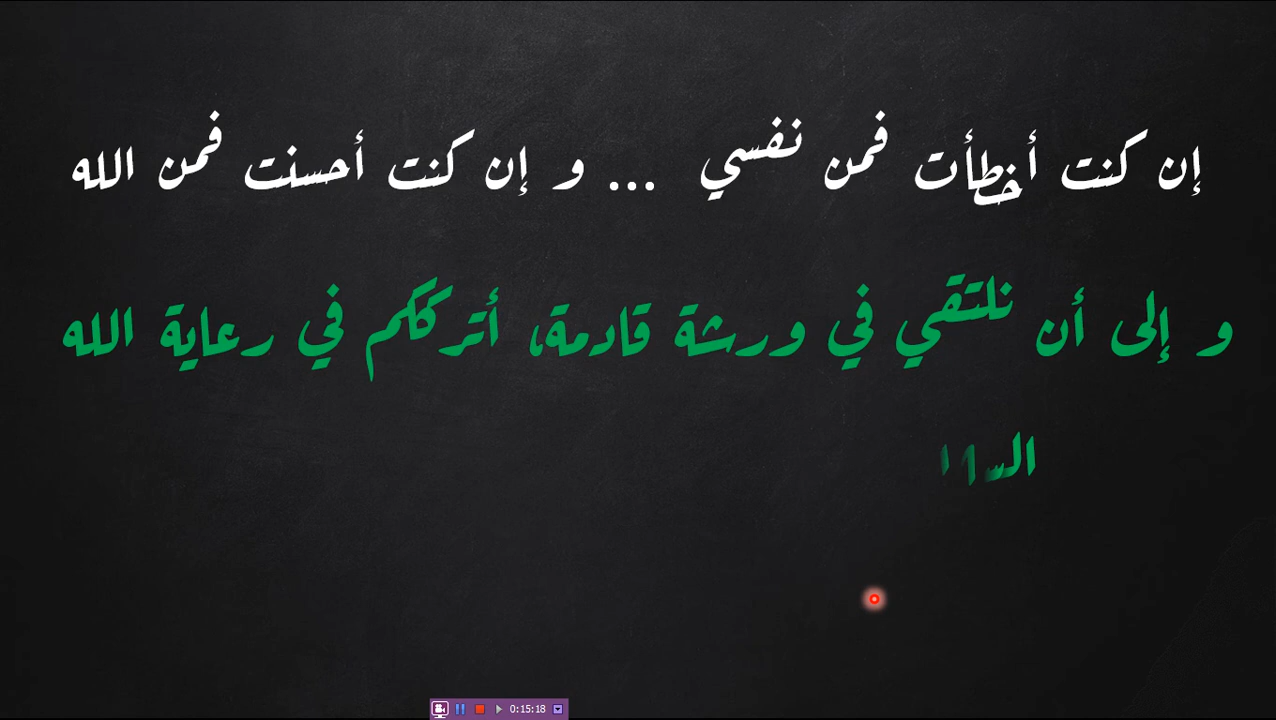 إن كنت أخطأت فمن نفسي ... و إن كنت أحسنت فمن الله
و إلى أن نلتقي في ورشة قادمة، أترككم في رعاية الله
0:15:18